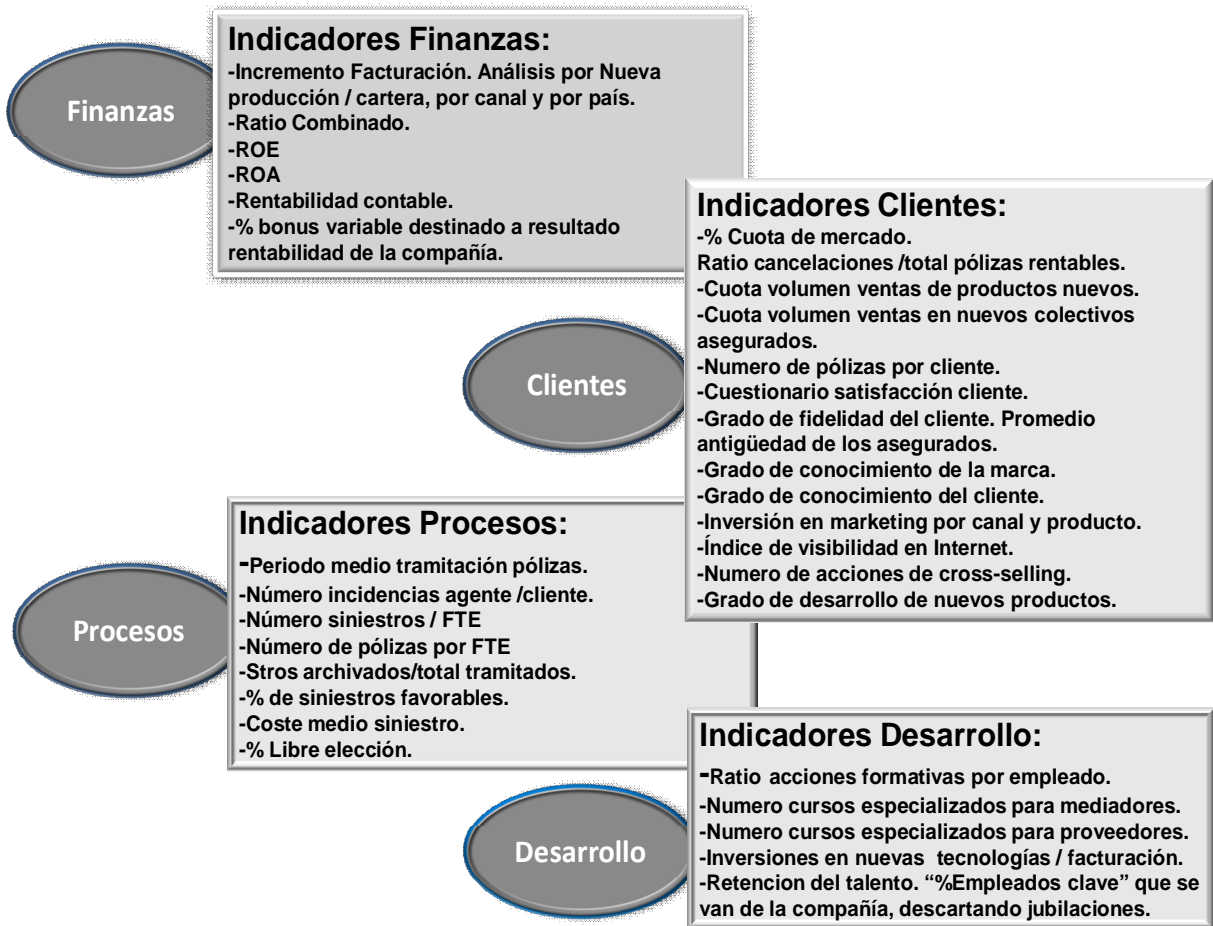 Finanzas
Indicadores Finanzas:
-Incremento Facturación. Análisis por Nueva
producción / cartera, por canal y por país.
-Ratio Combinado.
-ROE
-ROA
-Rentabilidad contable.
-% bonus variable destinado a resultado
rentabilidad de la compañía.
Clientes
Indicadores Clientes:
-% Cuota de mercado.
Ratio cancelaciones /total pólizas rentables.
-Cuota volumen ventas de productos nuevos.
-Cuota volumen ventas en nuevos colectivos
asegurados.
-Numero de pólizas por cliente.
-Cuestionario satisfacción cliente.
-Grado de fidelidad del cliente. Promedio
antigüedad de los asegurados.
-Grado de conocimiento de la marca.
-Grado de conocimiento del cliente.
-Inversión en marketing por canal y producto.
-Índice de visibilidad en Internet.
-Numero de acciones de cross-selling.
-Grado de desarrollo de nuevos productos.
Procesos
Indicadores Procesos:
-Periodo medio tramitación pólizas.
-Número incidencias agente /cliente.
-Número siniestros / FTE
-Número de pólizas por FTE
-Stros archivados/total tramitados.
-% de siniestros favorables.
-Coste medio siniestro.
-% Libre elección.
Desarrollo
Indicadores Desarrollo:
-Ratio acciones formativas por empleado.
-Numero cursos especializados para mediadores.
-Numero cursos especializados para proveedores.
-Inversiones en nuevas tecnologías / facturación.
-Retencion del talento. “%Empleados clave” que se
van de la compañía, descartando jubilaciones.